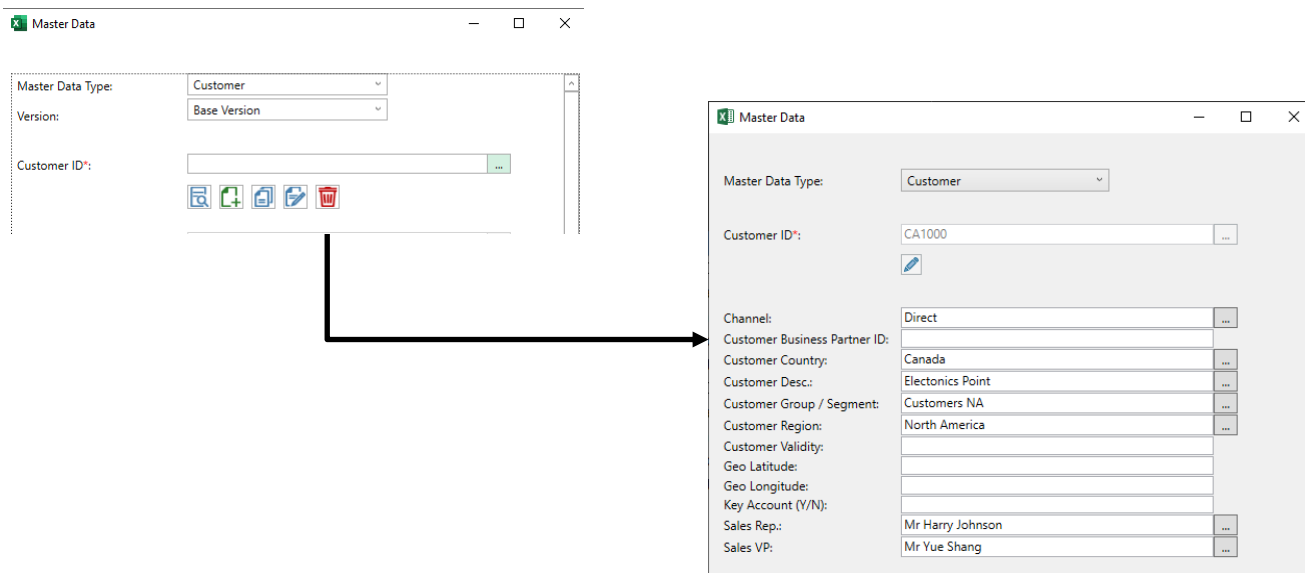 Master Data
Master Data Type: Customer
Version: Base Version
Customer ID*: ...
Master Data
Master Data Type: Customer
Customer ID*: CA1000 ...
Channel: Direct ...
Customer Business Partner ID:
Customer Country: Canada ...
Customer Desc.: Electonics Point ...
Customer Group / Segment: Customers NA ...
Customer Region: North America ...
Customer Validity:
Geo Latitude:
Geo Longitude:
Key Account (Y/N):
Sales Rep.: Mr Harry Johnson ...
Sales VP: Mr Yue Shang ...